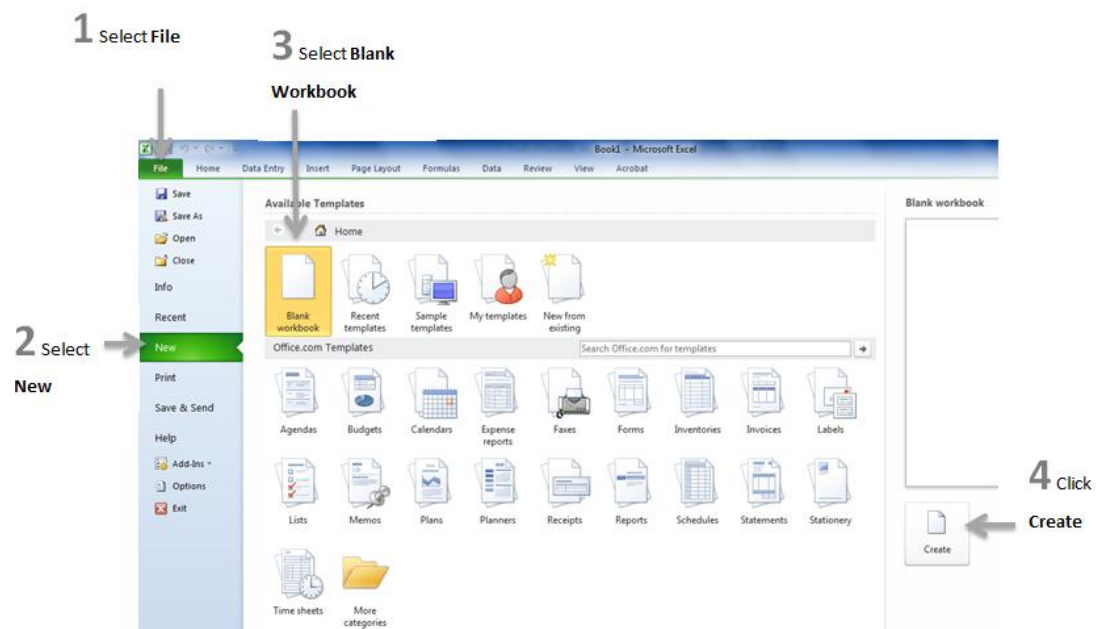 1 Select File
3 Select Blank
Workbook
Book1 - Microsoft Excel
File Home Data Entry Insert Page Layout Formulas Data Review View Acrobat
Save
Save As
Open
Close
Info
Recent
2 Select
New
New
Print
Save & Send
Help
Add-Ins
Options
Exit
Available Templates
Home
Blank workbook
Recent templates
Sample templates
My templates
New from existing
Office.com Templates
Search Office.com for templates
Agendas
Budgets
Calendars
Expense reports
Faxes
Forms
Inventories
Invoices
Labels
Lists
Memos
Plans
Planners
Receipts
Reports
Schedules
Statements
Stationery
Time sheets
More categories
Blank workbook
4 Click
Create
Create